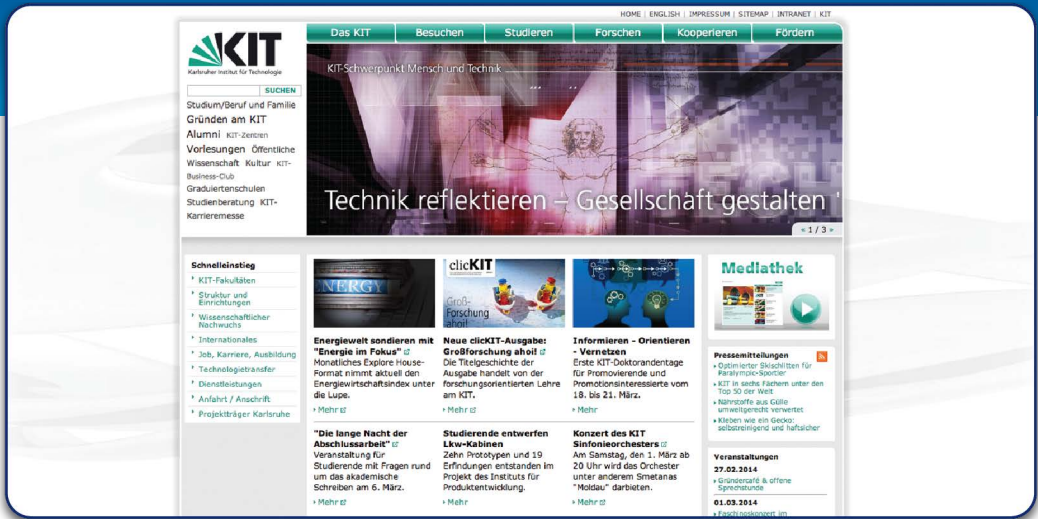 HOME | ENGLISH | IMPRESSUM | SITEMAP | INTRANET | KIT
KIT
Karlsruher Institut für Technologie
Das KIT
Besuchen
Studieren
Forschen
Kooperieren
Fördern
SUCHEN
Studium/Beruf und Familie
Gründen am KIT
Alumni KIT-Zentren
Vorlesungen Öffentliche
Wissenschaft Kultur KIT-
Business-Club
Graduiertenschulen
Studienberatung KIT-
Karrieremesse
KIT-Schwerpunkt Mensch und Technik
Technik reflektieren – Gesellschaft gestalten
« 1 / 3 »
Schnelleinstieg
KIT-Fakultäten
Struktur und
Einrichtungen
Wissenschaftlicher
Nachwuchs
Internationales
Job, Karriere, Ausbildung
Technologietransfer
Dienstleistungen
Anfahrt / Anschrift
Projektträger Karlsruhe
ENERGY
Energiewelt sondieren mit
"Energie im Fokus"
Monatliches Explore House-
Format nimmt aktuell den
Energiewirtschaftsindex unter
die Lupe.
Mehr
clicKIT
Groß-
Forschung
ahoi!
Neue clicKIT-Ausgabe:
Großforschung ahoi!
Die Titelgeschichte der
Ausgabe handelt von der
forschungsorientierten Lehre
am KIT.
Mehr
Informieren - Orientieren
- Vernetzen
Erste KIT-Doktorandentage
für Promovierende und
Promotionsinteressierte vom
18. bis 21. März.
Mehr
"Die lange Nacht der
Abschlussarbeit"
Veranstaltung für
Studierende mit Fragen rund
um das akademische
Schreiben am 6. März.
Mehr
Studierende entwerfen
Lkw-Kabinen
Zehn Prototypen und 19
Erfindungen entstanden im
Projekt des Instituts für
Produktentwicklung.
Mehr
Konzert des KIT
Sinfonieorchesters
Am Samstag, den 1. März ab
20 Uhr wird das Orchester
unter anderem Smetanas
"Moldau" darbieten.
Mehr
Mediathek
Pressemitteilungen
Optimierter Skischlitten für
Paralympic-Sportler
KIT in sechs Fächern unter den
Top 50 der Welt
Nährstoffe aus Gülle
umweltgerecht verwertet
Kleben wie ein Gecko:
selbstreinigend und haftsicher
Veranstaltungen
27.02.2014
Gründercafé & offene
Sprechstunde
01.03.2014
Faschingskonzert im